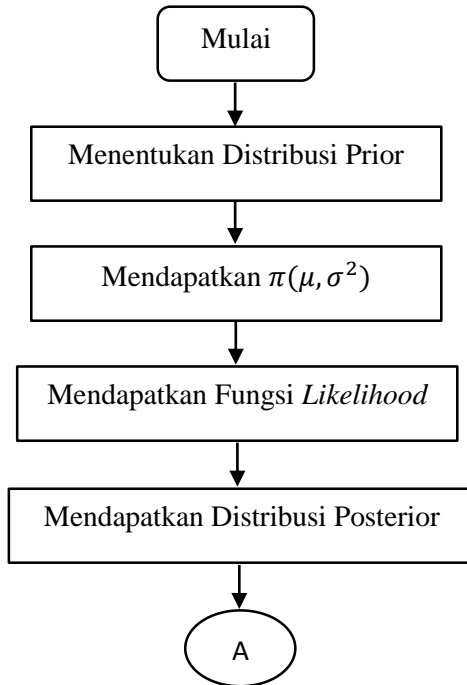 Mulai
Menentukan Distribusi Prior
Mendapatkan π(μ, σ²)
Mendapatkan Fungsi Likelihood
Mendapatkan Distribusi Posterior
A